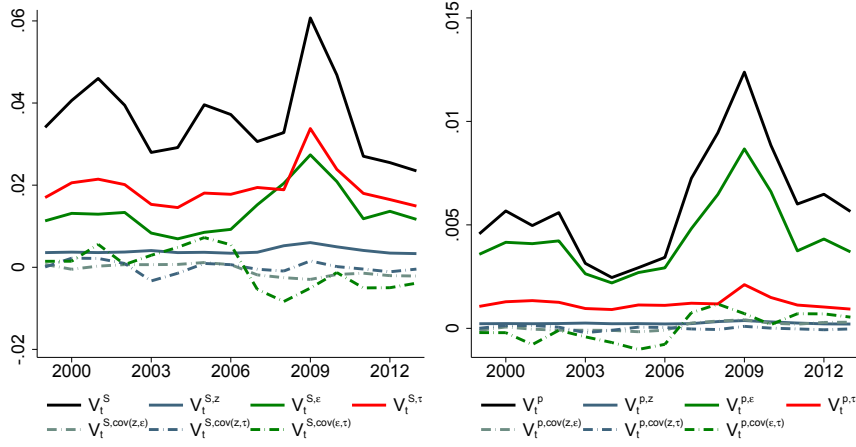 .06
.04
.02
0
-.02
2000 2003 2006 2009 2012
V_t^S V_t^{S,z} V_t^{S,ε} V_t^{S,τ}
V_t^{S,cov(z,ε)} V_t^{S,cov(z,τ)} V_t^{S,cov(ε,τ)}
.015
.01
.005
0
2000 2003 2006 2009 2012
V_t^p V_t^{p,z} V_t^{p,ε} V_t^{p,τ}
V_t^{p,cov(z,ε)} V_t^{p,cov(z,τ)} V_t^{p,cov(ε,τ)}